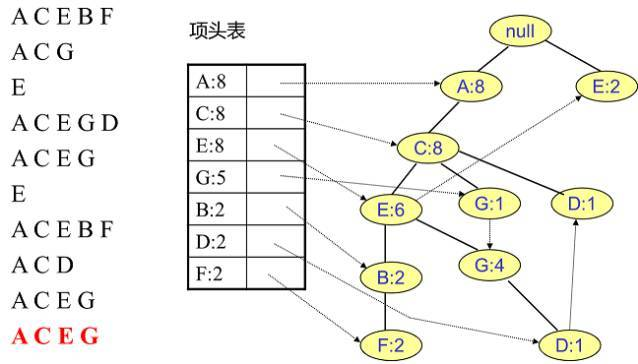 A C E B F
A C G
E
A C E G D
A C E G
E
A C E B F
A C D
A C E G
A C E G
项头表
A:8
C:8
E:8
G:5
B:2
D:2
F:2
null
A:8
E:2
C:8
E:6
G:1
D:1
B:2
G:4
F:2
D:1